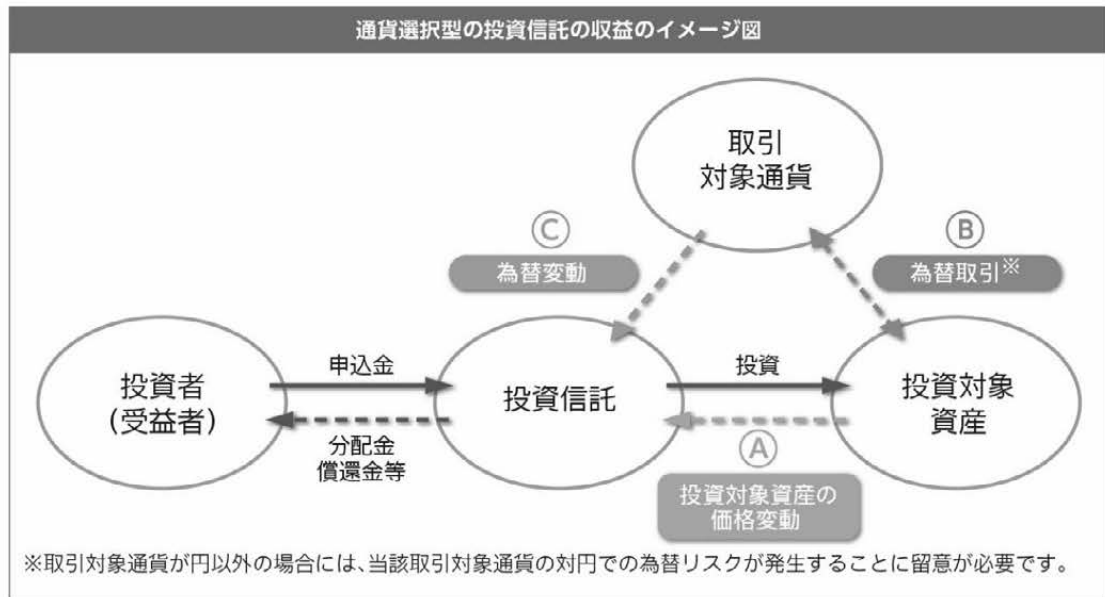 通貨選択型の投資信託の収益のイメージ図
取引
対象通貨
Ⓒ
為替変動
Ⓑ
為替取引※
投資者
(受益者)
申込金
分配金
償還金等
投資信託
投資
Ⓐ
投資対象資産の
価格変動
投資対象
資産
※取引対象通貨が円以外の場合には、当該取引対象通貨の対円での為替リスクが発生することに留意が必要です。